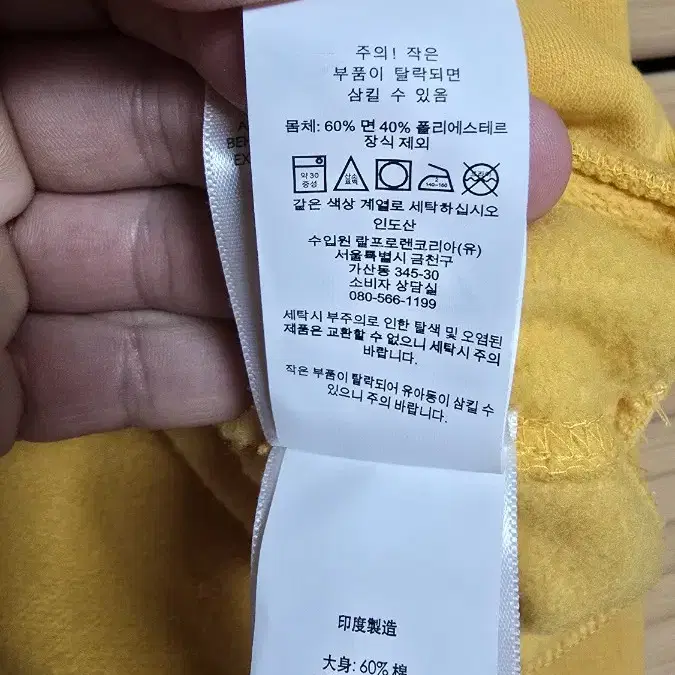 주의! 작은
부품이 탈락되면
삼킬 수 있음
몸체: 60% 면 40% 폴리에스테르
장식 제외
약 30
중성
산소
표백
140~160
같은 색상 계열로 세탁하십시오
인도산
수입원 랄프로렌코리아(유)
서울특별시 금천구
가산동 345-30
소비자 상담실
080-566-1199
세탁시 부주의로 인한 탈색 및 오염된
제품은 교환할 수 없으니 세탁시 주의
바랍니다.
작은 부품이 탈락되어 유아동이 삼킬 수
있으니 주의 바랍니다.
印度製造
大身: 60% 棉